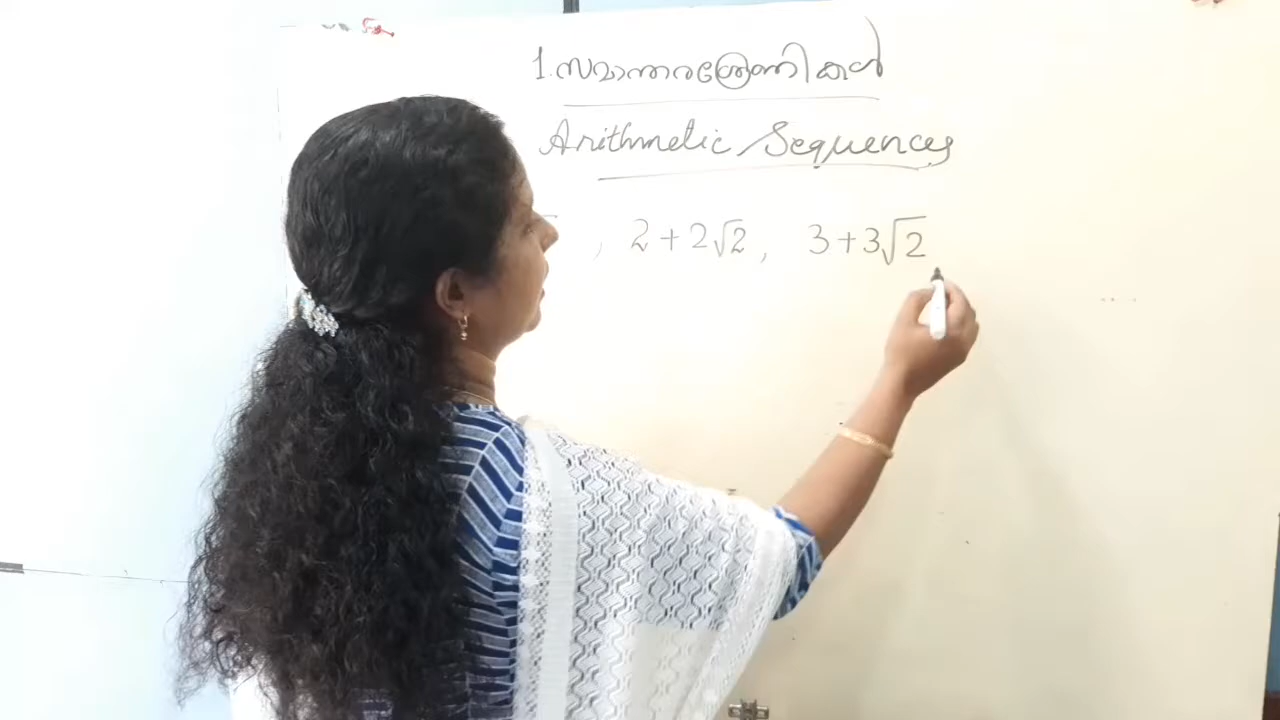 1. സമാന്തരശ്രേണികൾ
Arithmetic Sequences
, 2+2√2, 3+3√2